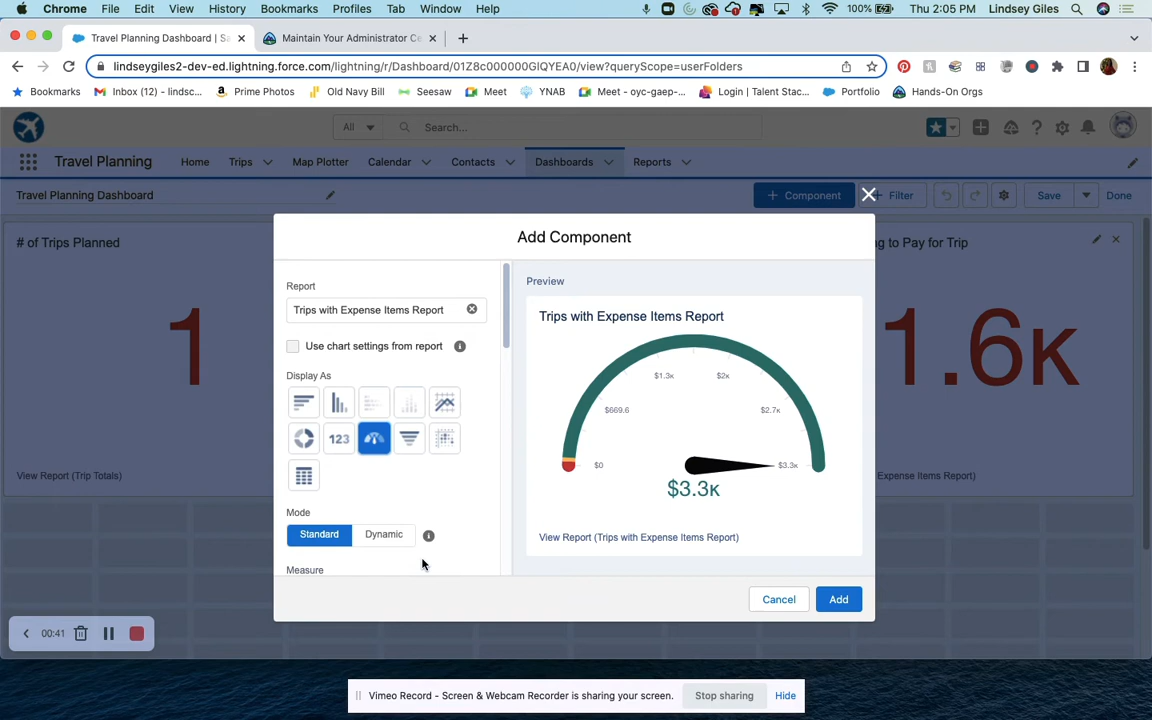 Chrome File Edit View History Bookmarks Profiles Tab Window Help 100% Thu 2:05 PM Lindsey Giles
Travel Planning Dashboard | Sa Maintain Your Administrator Ce
lindseygiles2-dev-ed.lightning.force.com/lightning/r/Dashboard/01Z8c000000GIQYEA0/view?queryScope=userFolders
Bookmarks Inbox (12) - lindsc... Prime Photos Old Navy Bill Seesaw Meet YNAB Meet - oyc-gaep-... Login | Talent Stac... Portfolio Hands-On Orgs
All Search...
Travel Planning Home Trips Map Plotter Calendar Contacts Dashboards Reports
Travel Planning Dashboard + Component Filter Save Done
# of Trips Planned
g to Pay for Trip
1
1.6K
View Report (Trip Totals)
Expense Items Report)
Add Component
Report
Trips with Expense Items Report
Use chart settings from report
Display As
123
Mode
Standard Dynamic
Measure
Preview
Trips with Expense Items Report
$0
$669.6
$1.3K
$2K
$2.7K
$3.3K
$3.3K
View Report (Trips with Expense Items Report)
Cancel Add
00:41
Vimeo Record - Screen & Webcam Recorder is sharing your screen. Stop sharing Hide